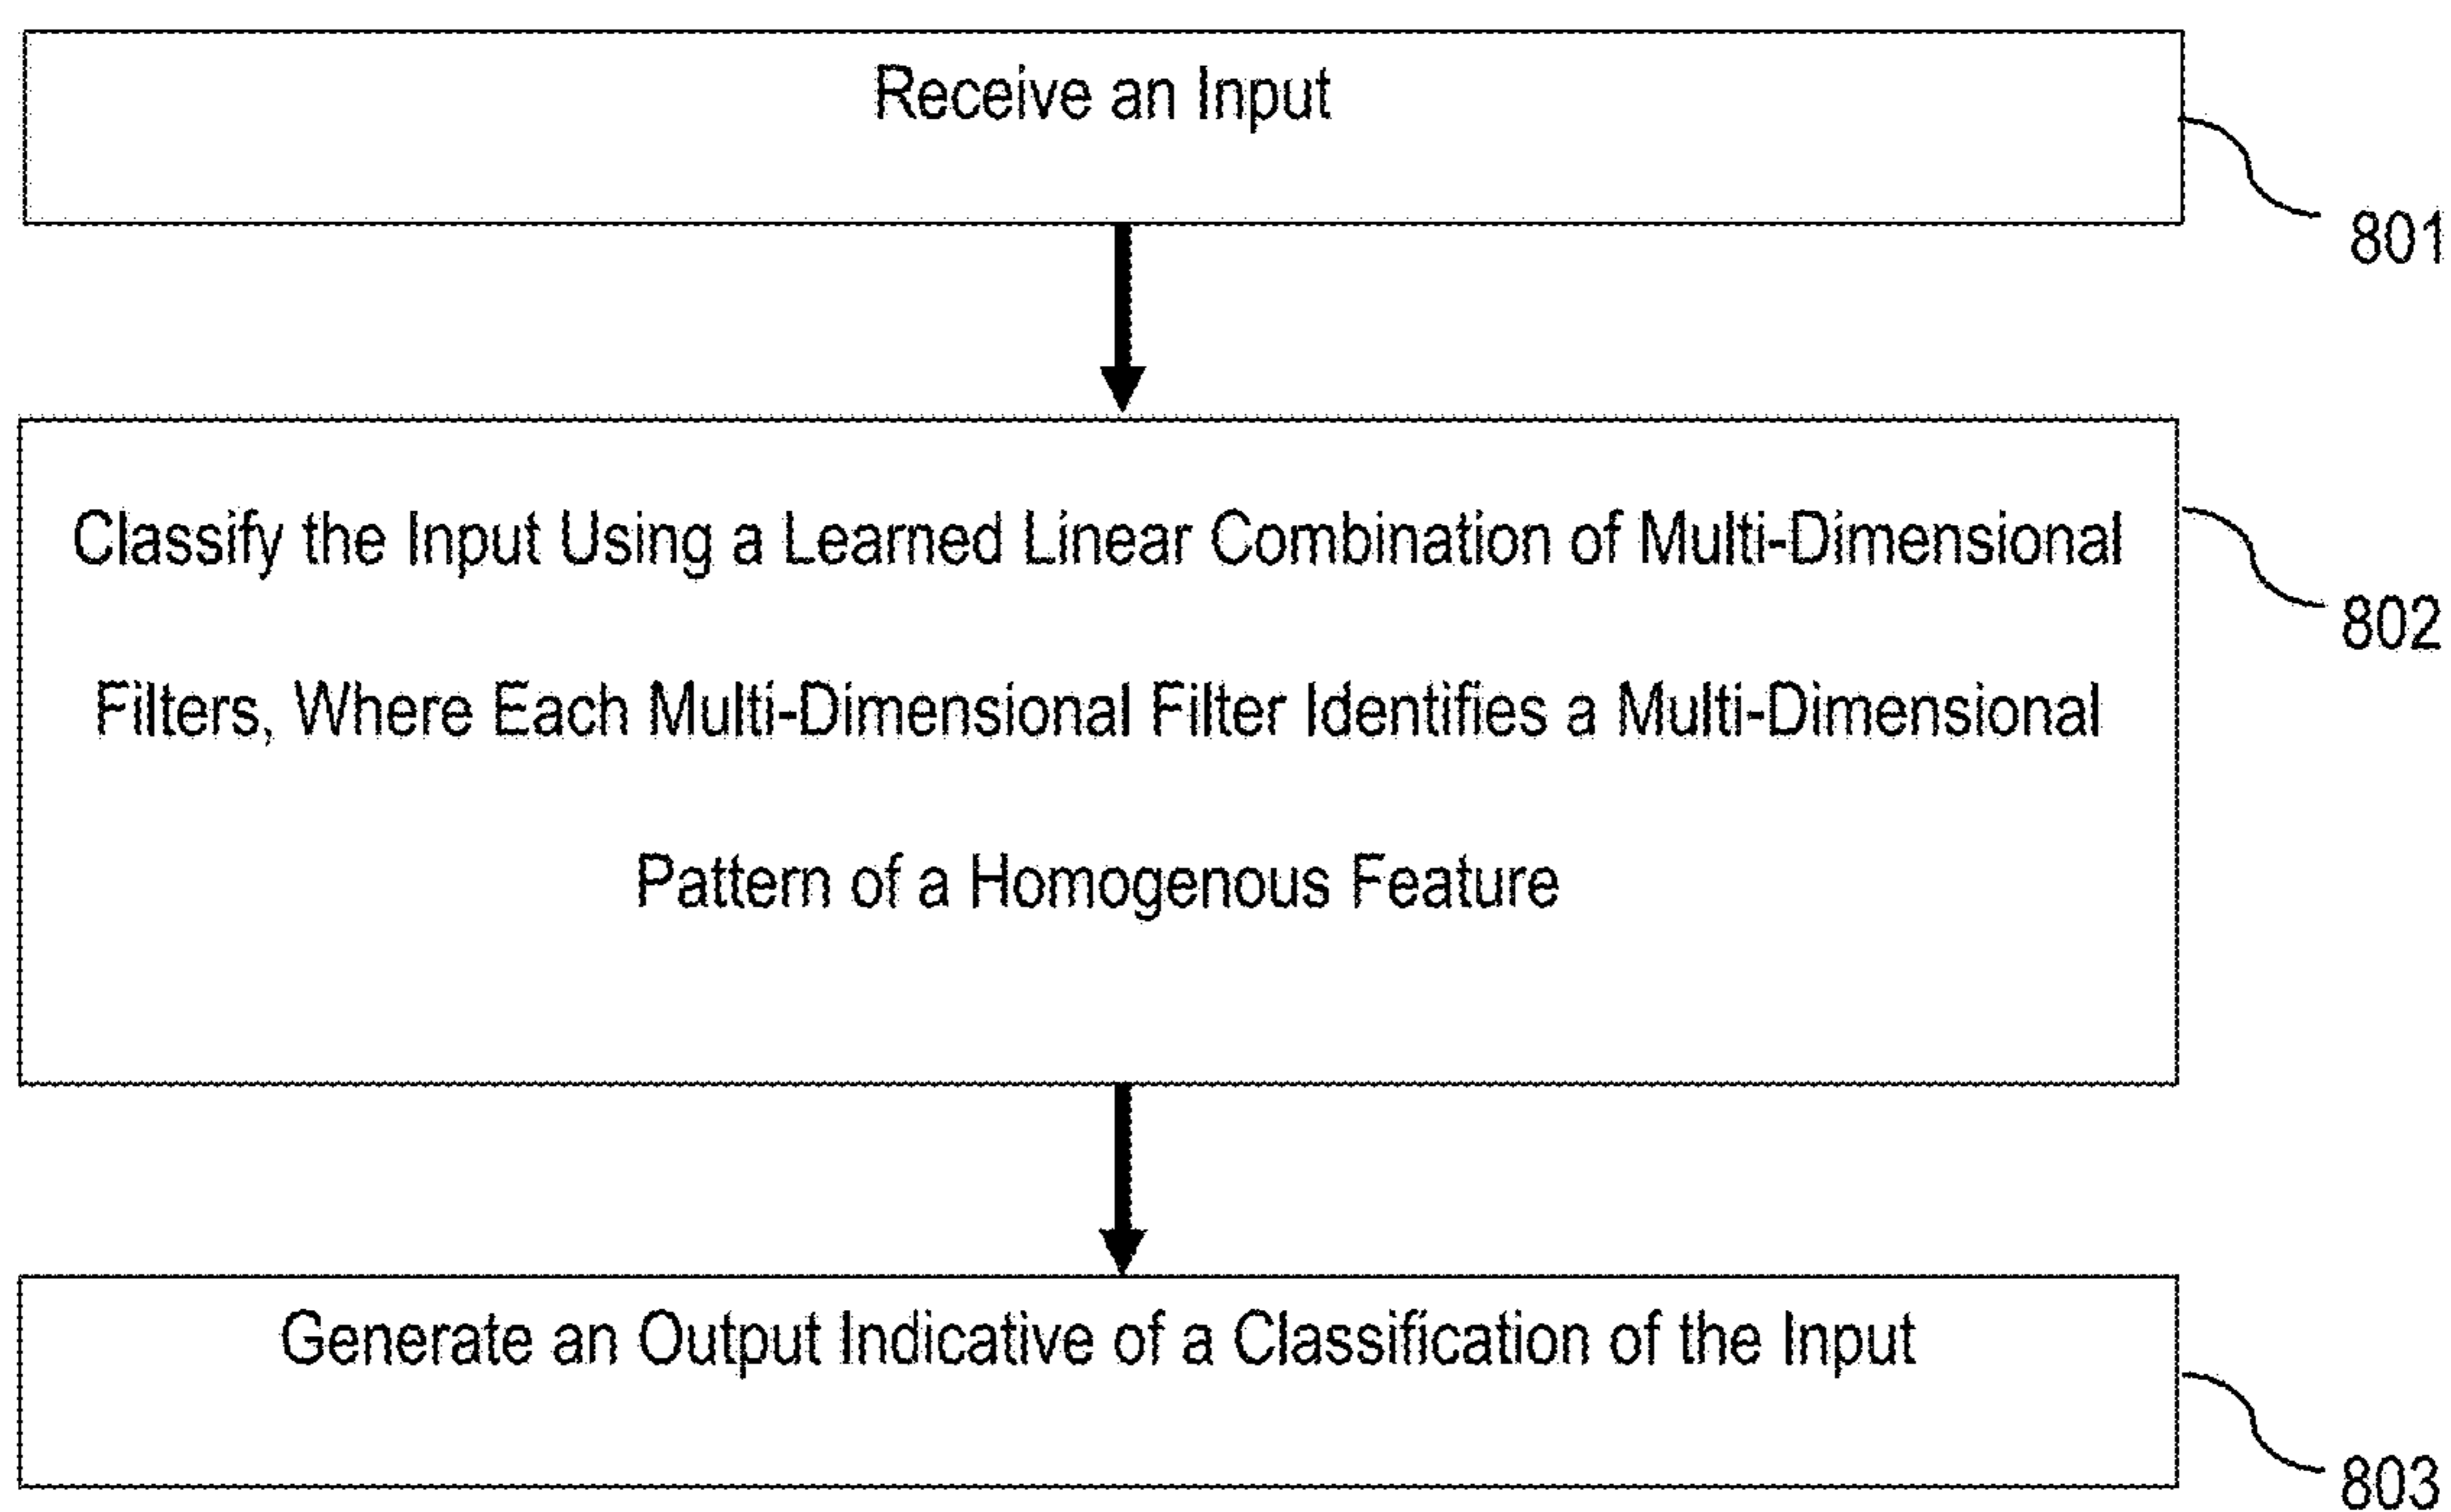 Receive an Input
801
Classify the Input Using a Learned Linear Combination of Multi-Dimensional
802
Filters, Where Each Multi-Dimensional Filter Identifies a Multi-Dimensional
Pattern of a Homogenous Feature
Generate an Output Indicative of a Classification of the Input
803